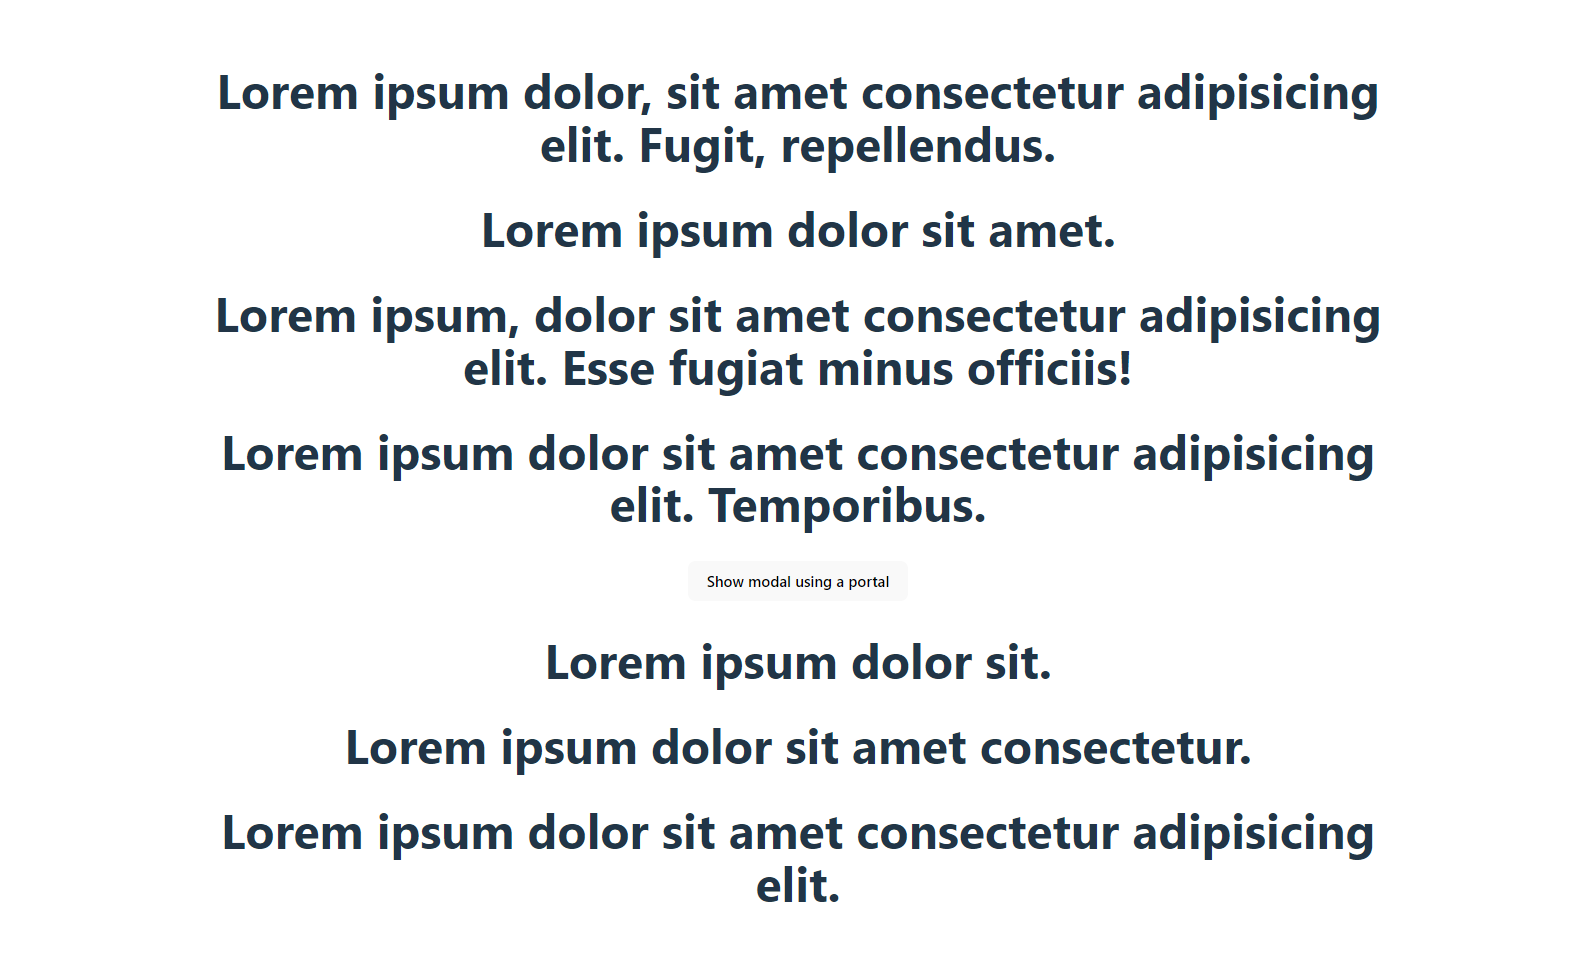 Lorem ipsum dolor, sit amet consectetur adipisicing
elit. Fugit, repellendus.
Lorem ipsum dolor sit amet.
Lorem ipsum, dolor sit amet consectetur adipisicing
elit. Esse fugiat minus officiis!
Lorem ipsum dolor sit amet consectetur adipisicing
elit. Temporibus.
Show modal using a portal
Lorem ipsum dolor sit.
Lorem ipsum dolor sit amet consectetur.
Lorem ipsum dolor sit amet consectetur adipisicing
elit.